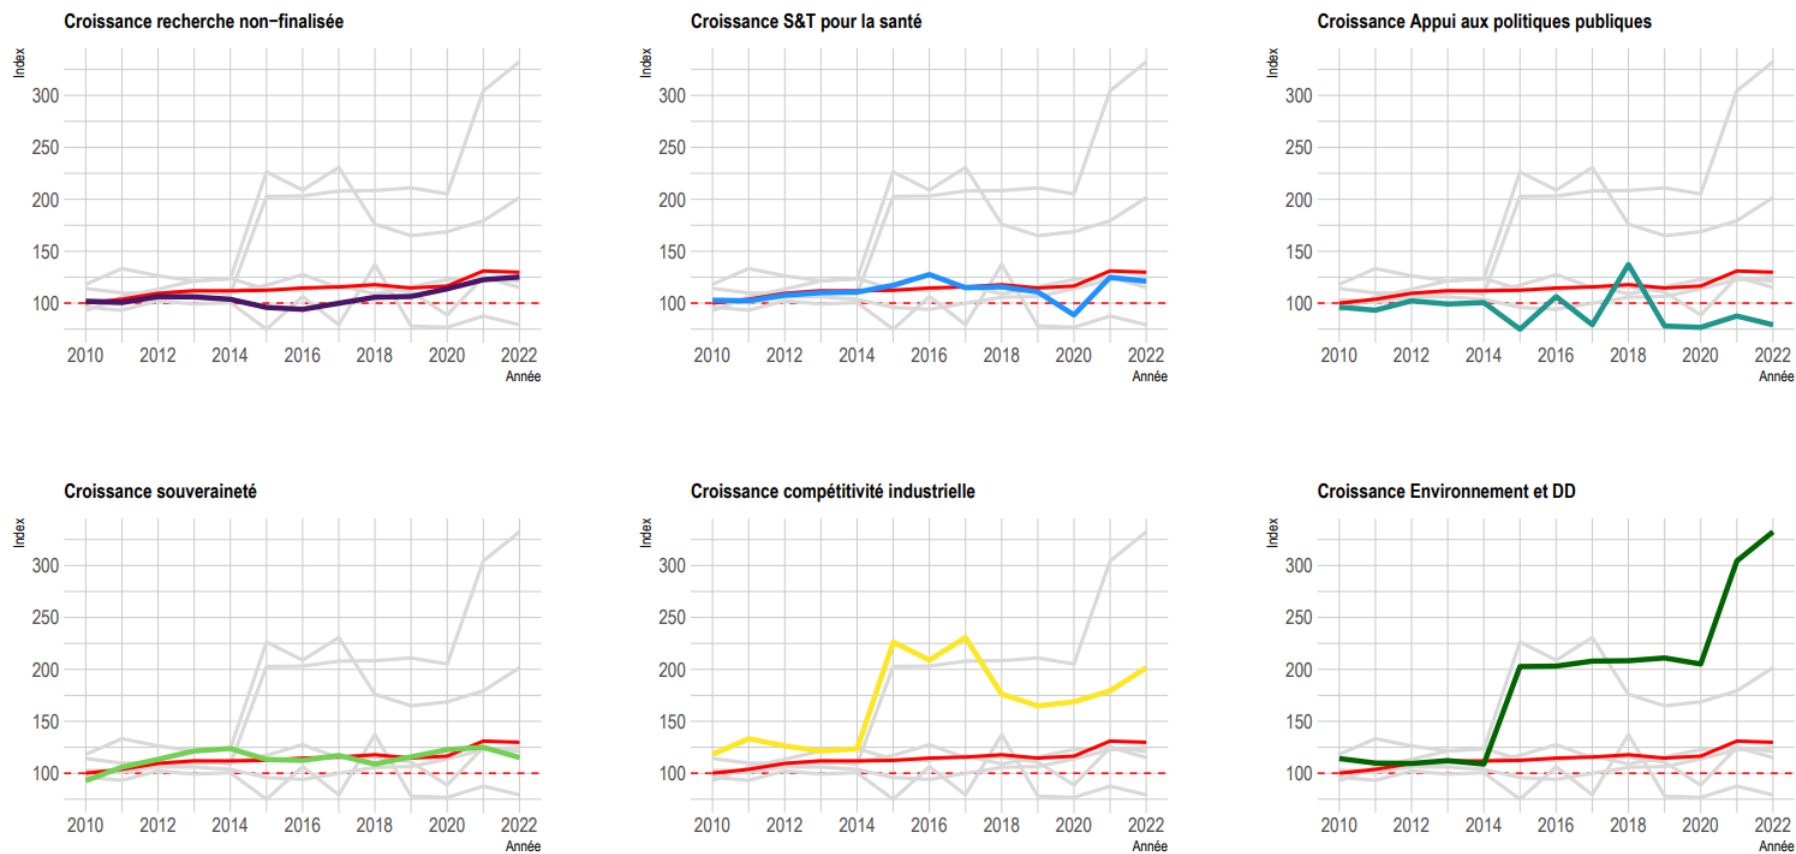 Croissance recherche non−finalisée
Index
300
250
200
150
100
2010 2012 2014 2016 2018 2020 2022
Année
Croissance S&T pour la santé
Index
300
250
200
150
100
2010 2012 2014 2016 2018 2020 2022
Année
Croissance Appui aux politiques publiques
Index
300
250
200
150
100
2010 2012 2014 2016 2018 2020 2022
Année
Croissance souveraineté
Index
300
250
200
150
100
2010 2012 2014 2016 2018 2020 2022
Année
Croissance compétitivité industrielle
Index
300
250
200
150
100
2010 2012 2014 2016 2018 2020 2022
Année
Croissance Environnement et DD
Index
300
250
200
150
100
2010 2012 2014 2016 2018 2020 2022
Année